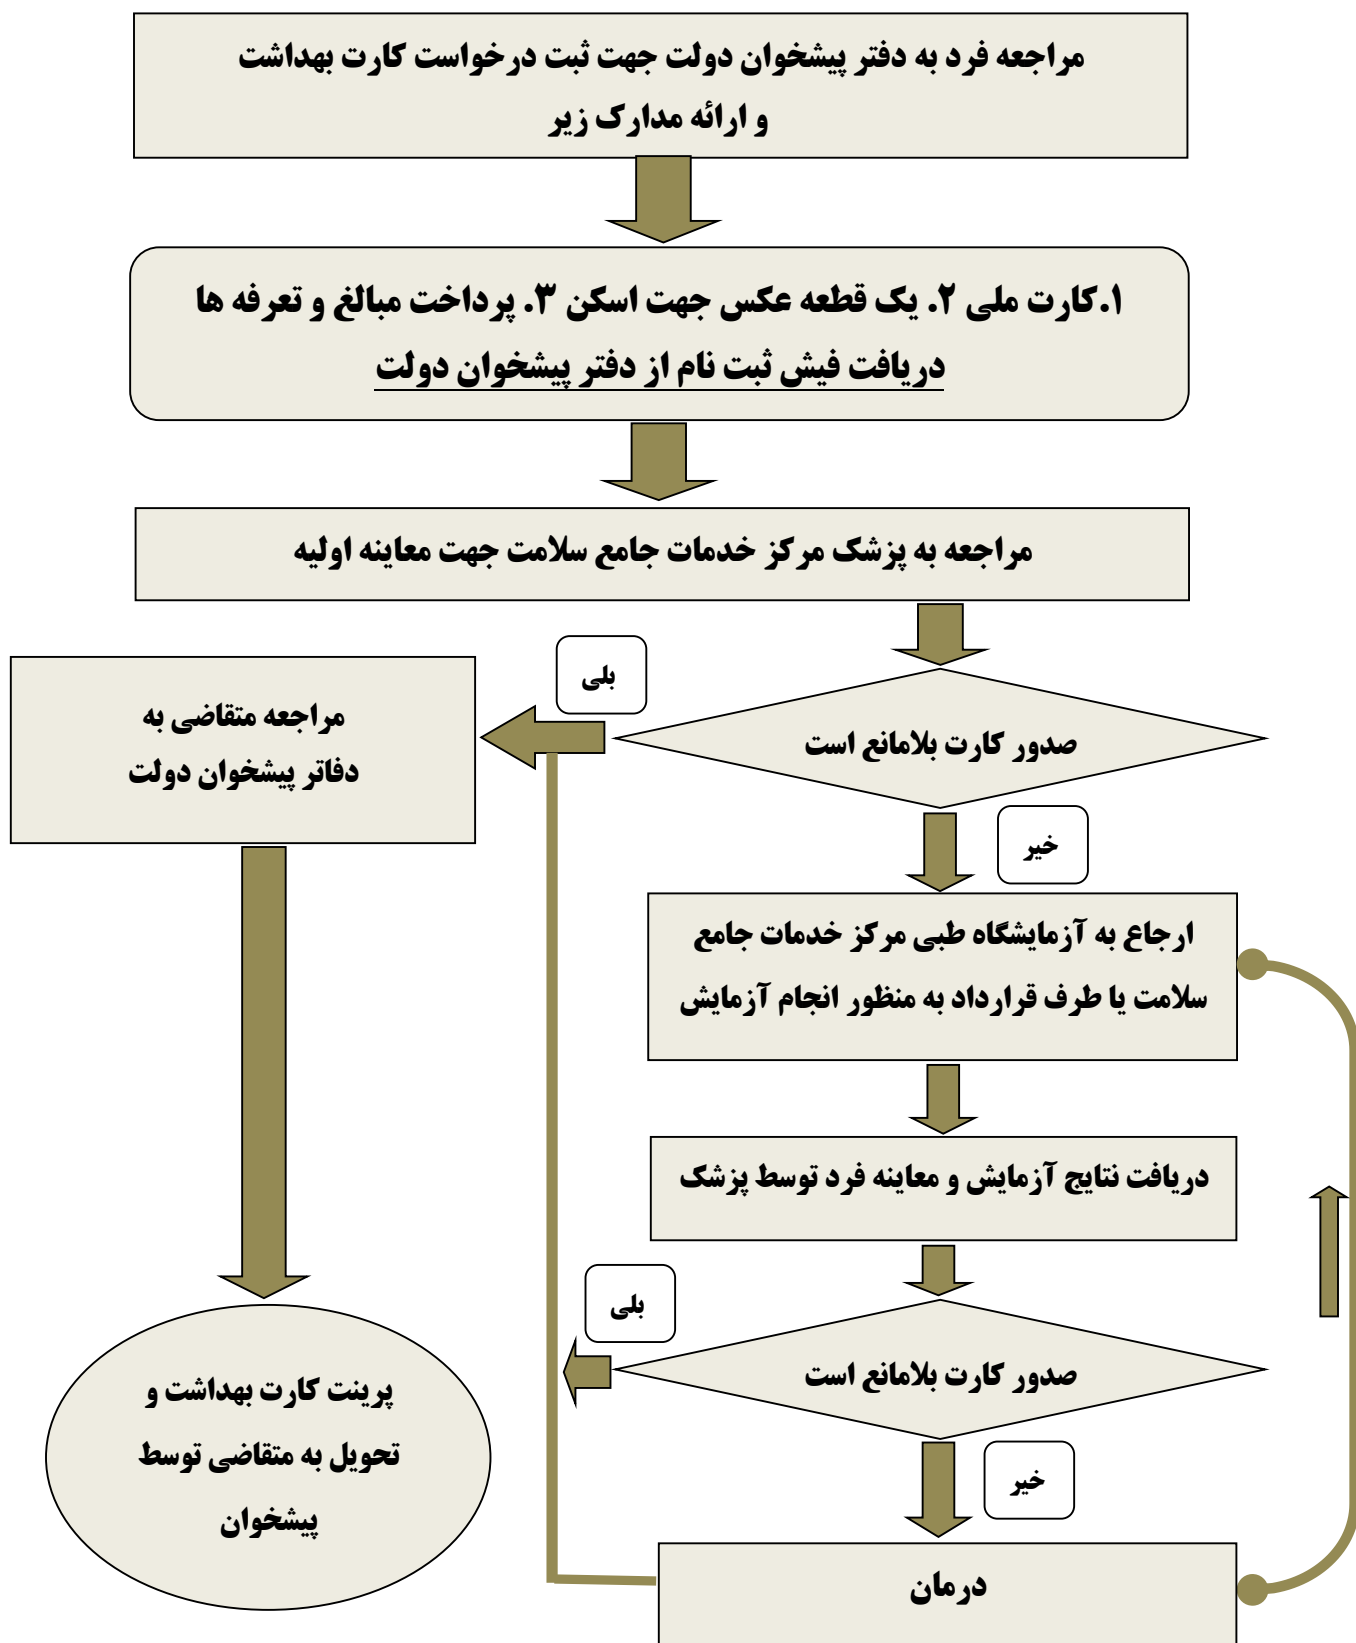 مراجعه فرد به دفتر پیشخوان دولت جهت ثبت درخواست کارت بهداشت
و ارائه مدارک زیر
۱.کارت ملی ۲. یک قطعه عکس جهت اسکن ۳. پرداخت مبالغ و تعرفه ها
دریافت فیش ثبت نام از دفتر پیشخوان دولت
مراجعه به پزشک مرکز خدمات جامع سلامت جهت معاینه اولیه
صدور کارت بلامانع است
بلی
مراجعه متقاضی به
دفاتر پیشخوان دولت
خیر
ارجاع به آزمایشگاه طبی مرکز خدمات جامع
سلامت یا طرف قرارداد به منظور انجام آزمایش
دریافت نتایج آزمایش و معاینه فرد توسط پزشک
صدور کارت بلامانع است
بلی
خیر
درمان
پرینت کارت بهداشت و
تحویل به متقاضی توسط
پیشخوان